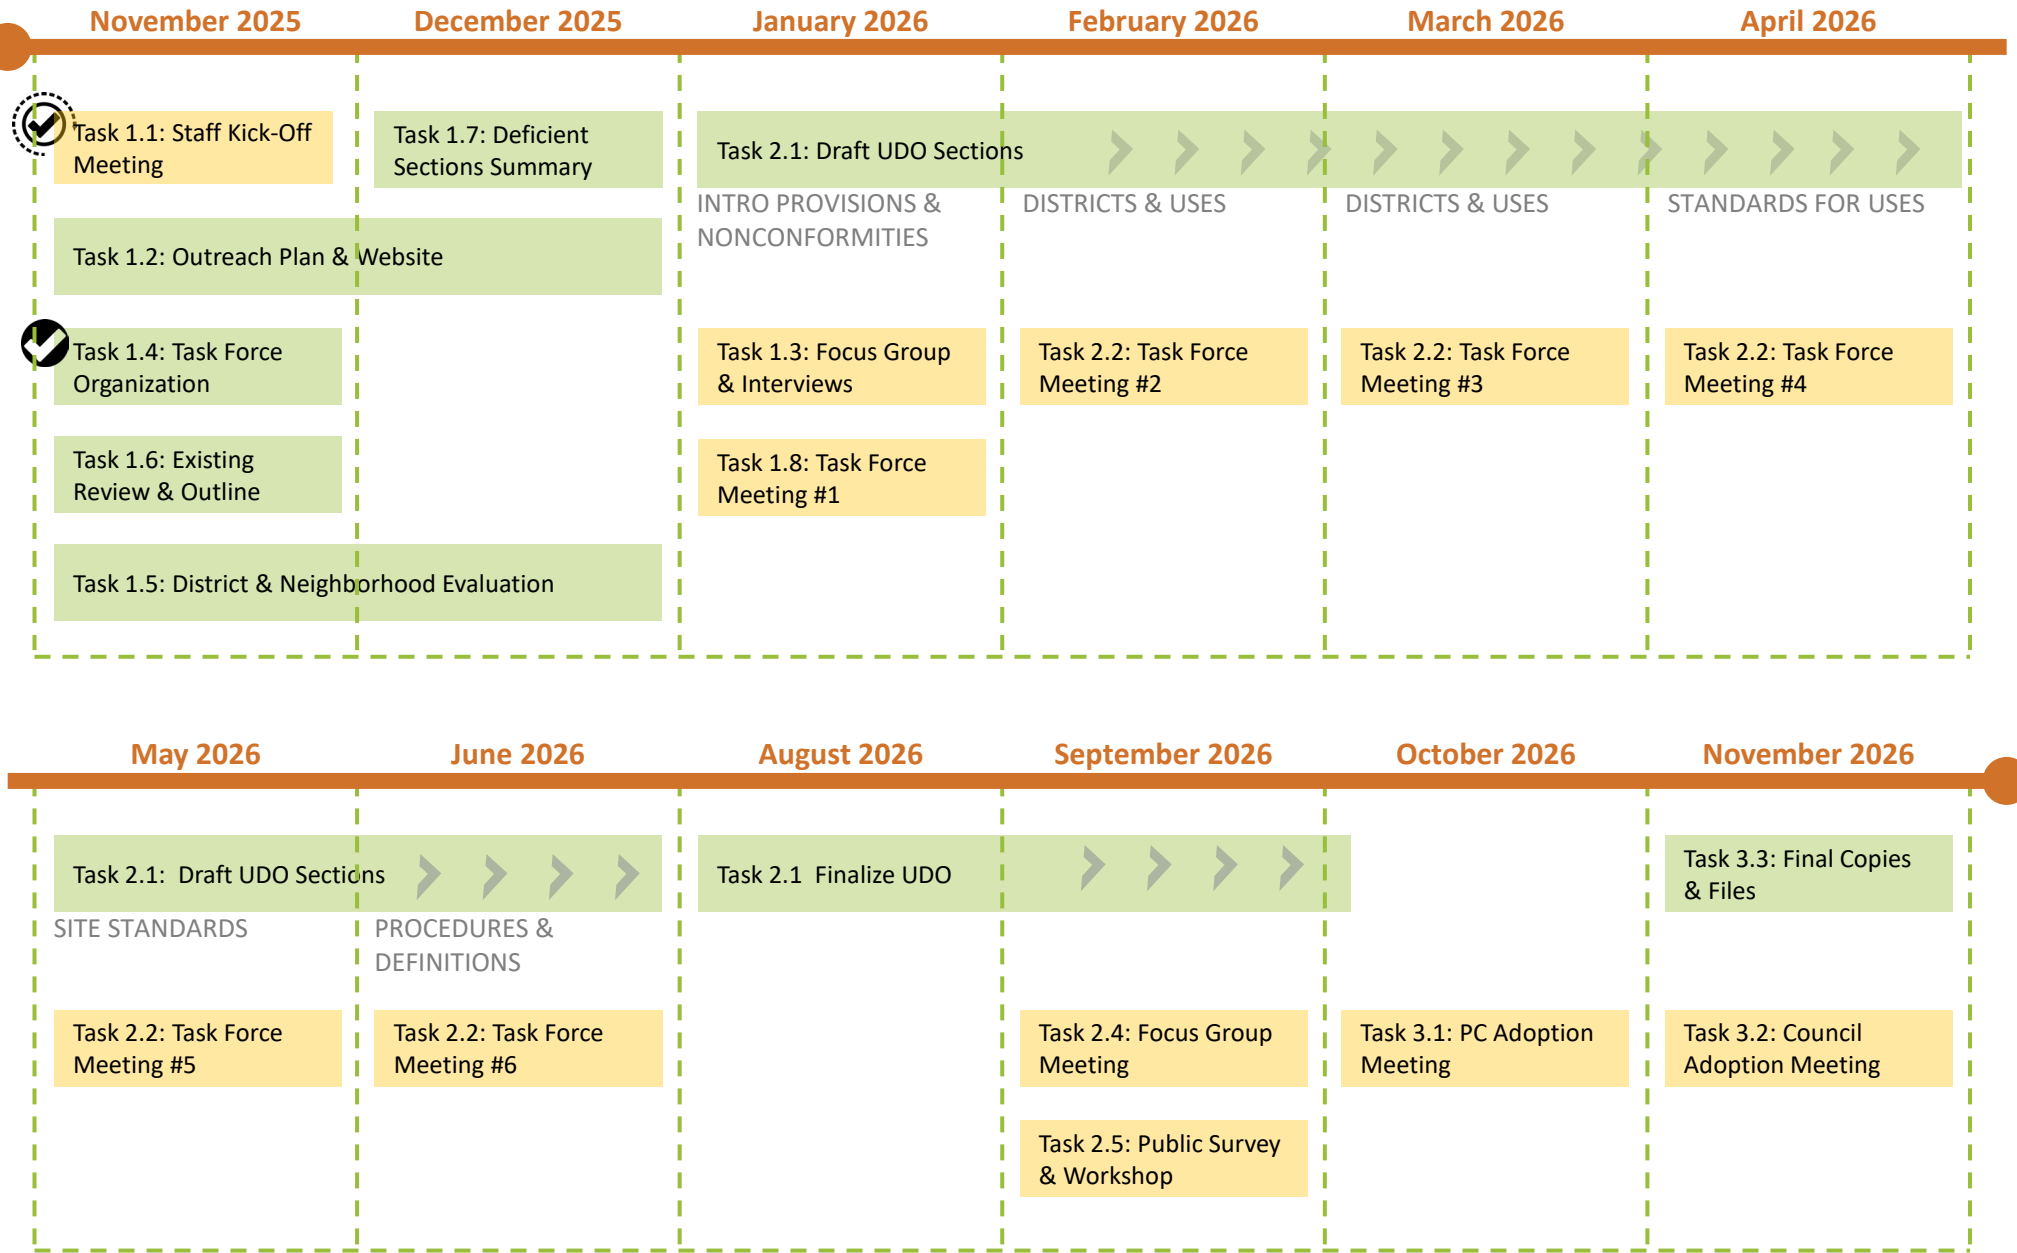 November 2025
December 2025
January 2026
February 2026
March 2026
April 2026
Task 1.1: Staff Kick-Off
Meeting
Task 1.7: Deficient
Sections Summary
Task 2.1: Draft UDO Sections
INTRO PROVISIONS &
NONCONFORMITIES
DISTRICTS & USES
DISTRICTS & USES
STANDARDS FOR USES
Task 1.2: Outreach Plan & Website
Task 1.4: Task Force
Organization
Task 1.3: Focus Group
& Interviews
Task 2.2: Task Force
Meeting #2
Task 2.2: Task Force
Meeting #3
Task 2.2: Task Force
Meeting #4
Task 1.6: Existing
Review & Outline
Task 1.8: Task Force
Meeting #1
Task 1.5: District & Neighborhood Evaluation
May 2026
June 2026
August 2026
September 2026
October 2026
November 2026
Task 2.1:  Draft UDO Sections
Task 2.1  Finalize UDO
Task 3.3: Final Copies
& Files
SITE STANDARDS
PROCEDURES &
DEFINITIONS
Task 2.2: Task Force
Meeting #5
Task 2.2: Task Force
Meeting #6
Task 2.4: Focus Group
Meeting
Task 3.1: PC Adoption
Meeting
Task 3.2: Council
Adoption Meeting
Task 2.5: Public Survey
& Workshop